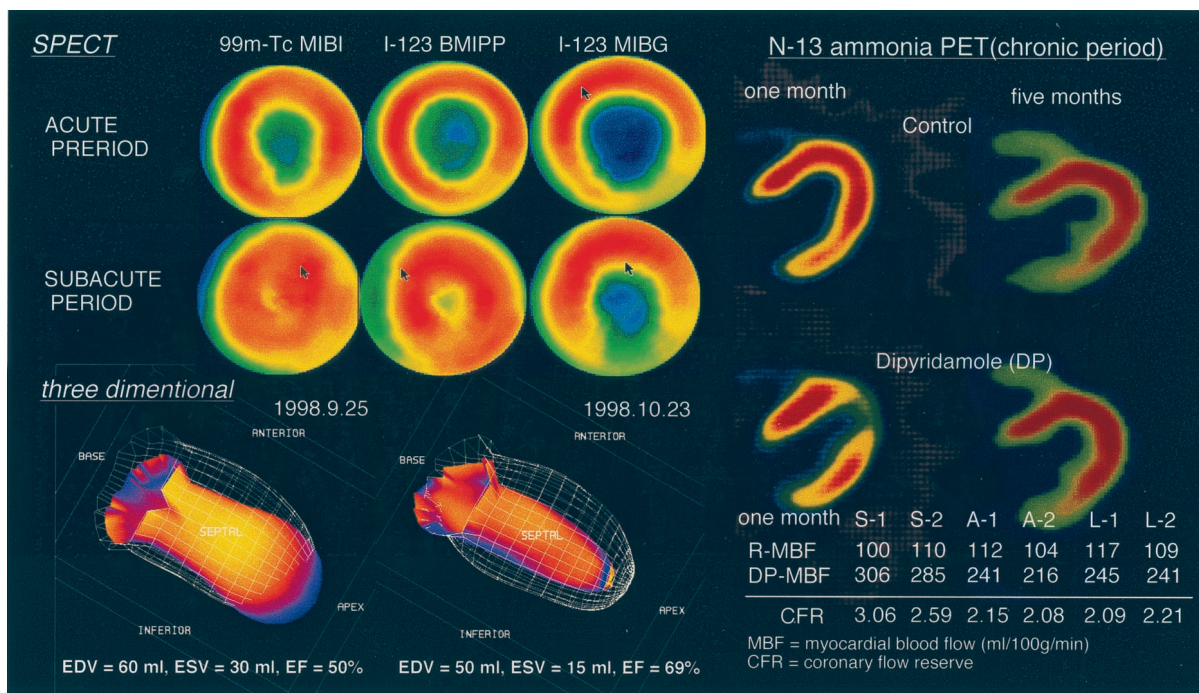 SPECT
99m-Tc MIBI I-123 BMIPP I-123 MIBG
ACUTE
PRERIOD
SUBACUTE
PERIOD
three dimentional
1998.9.25
ANTERIOR
BASE
SEPTAL
APEX
INFERIOR
EDV = 60 ml, ESV = 30 ml, EF = 50%
1998.10.23
ANTERIOR
BASE
SEPTAL
APEX
INFERIOR
EDV = 50 ml, ESV = 15 ml, EF = 69%
N-13 ammonia PET(chronic period)
one month five months
Control
Dipyridamole (DP)
one month S-1 S-2 A-1 A-2 L-1 L-2
R-MBF 100 110 112 104 117 109
DP-MBF 306 285 241 216 245 241
CFR 3.06 2.59 2.15 2.08 2.09 2.21
MBF = myocardial blood flow (ml/100g/min)
CFR = coronary flow reserve